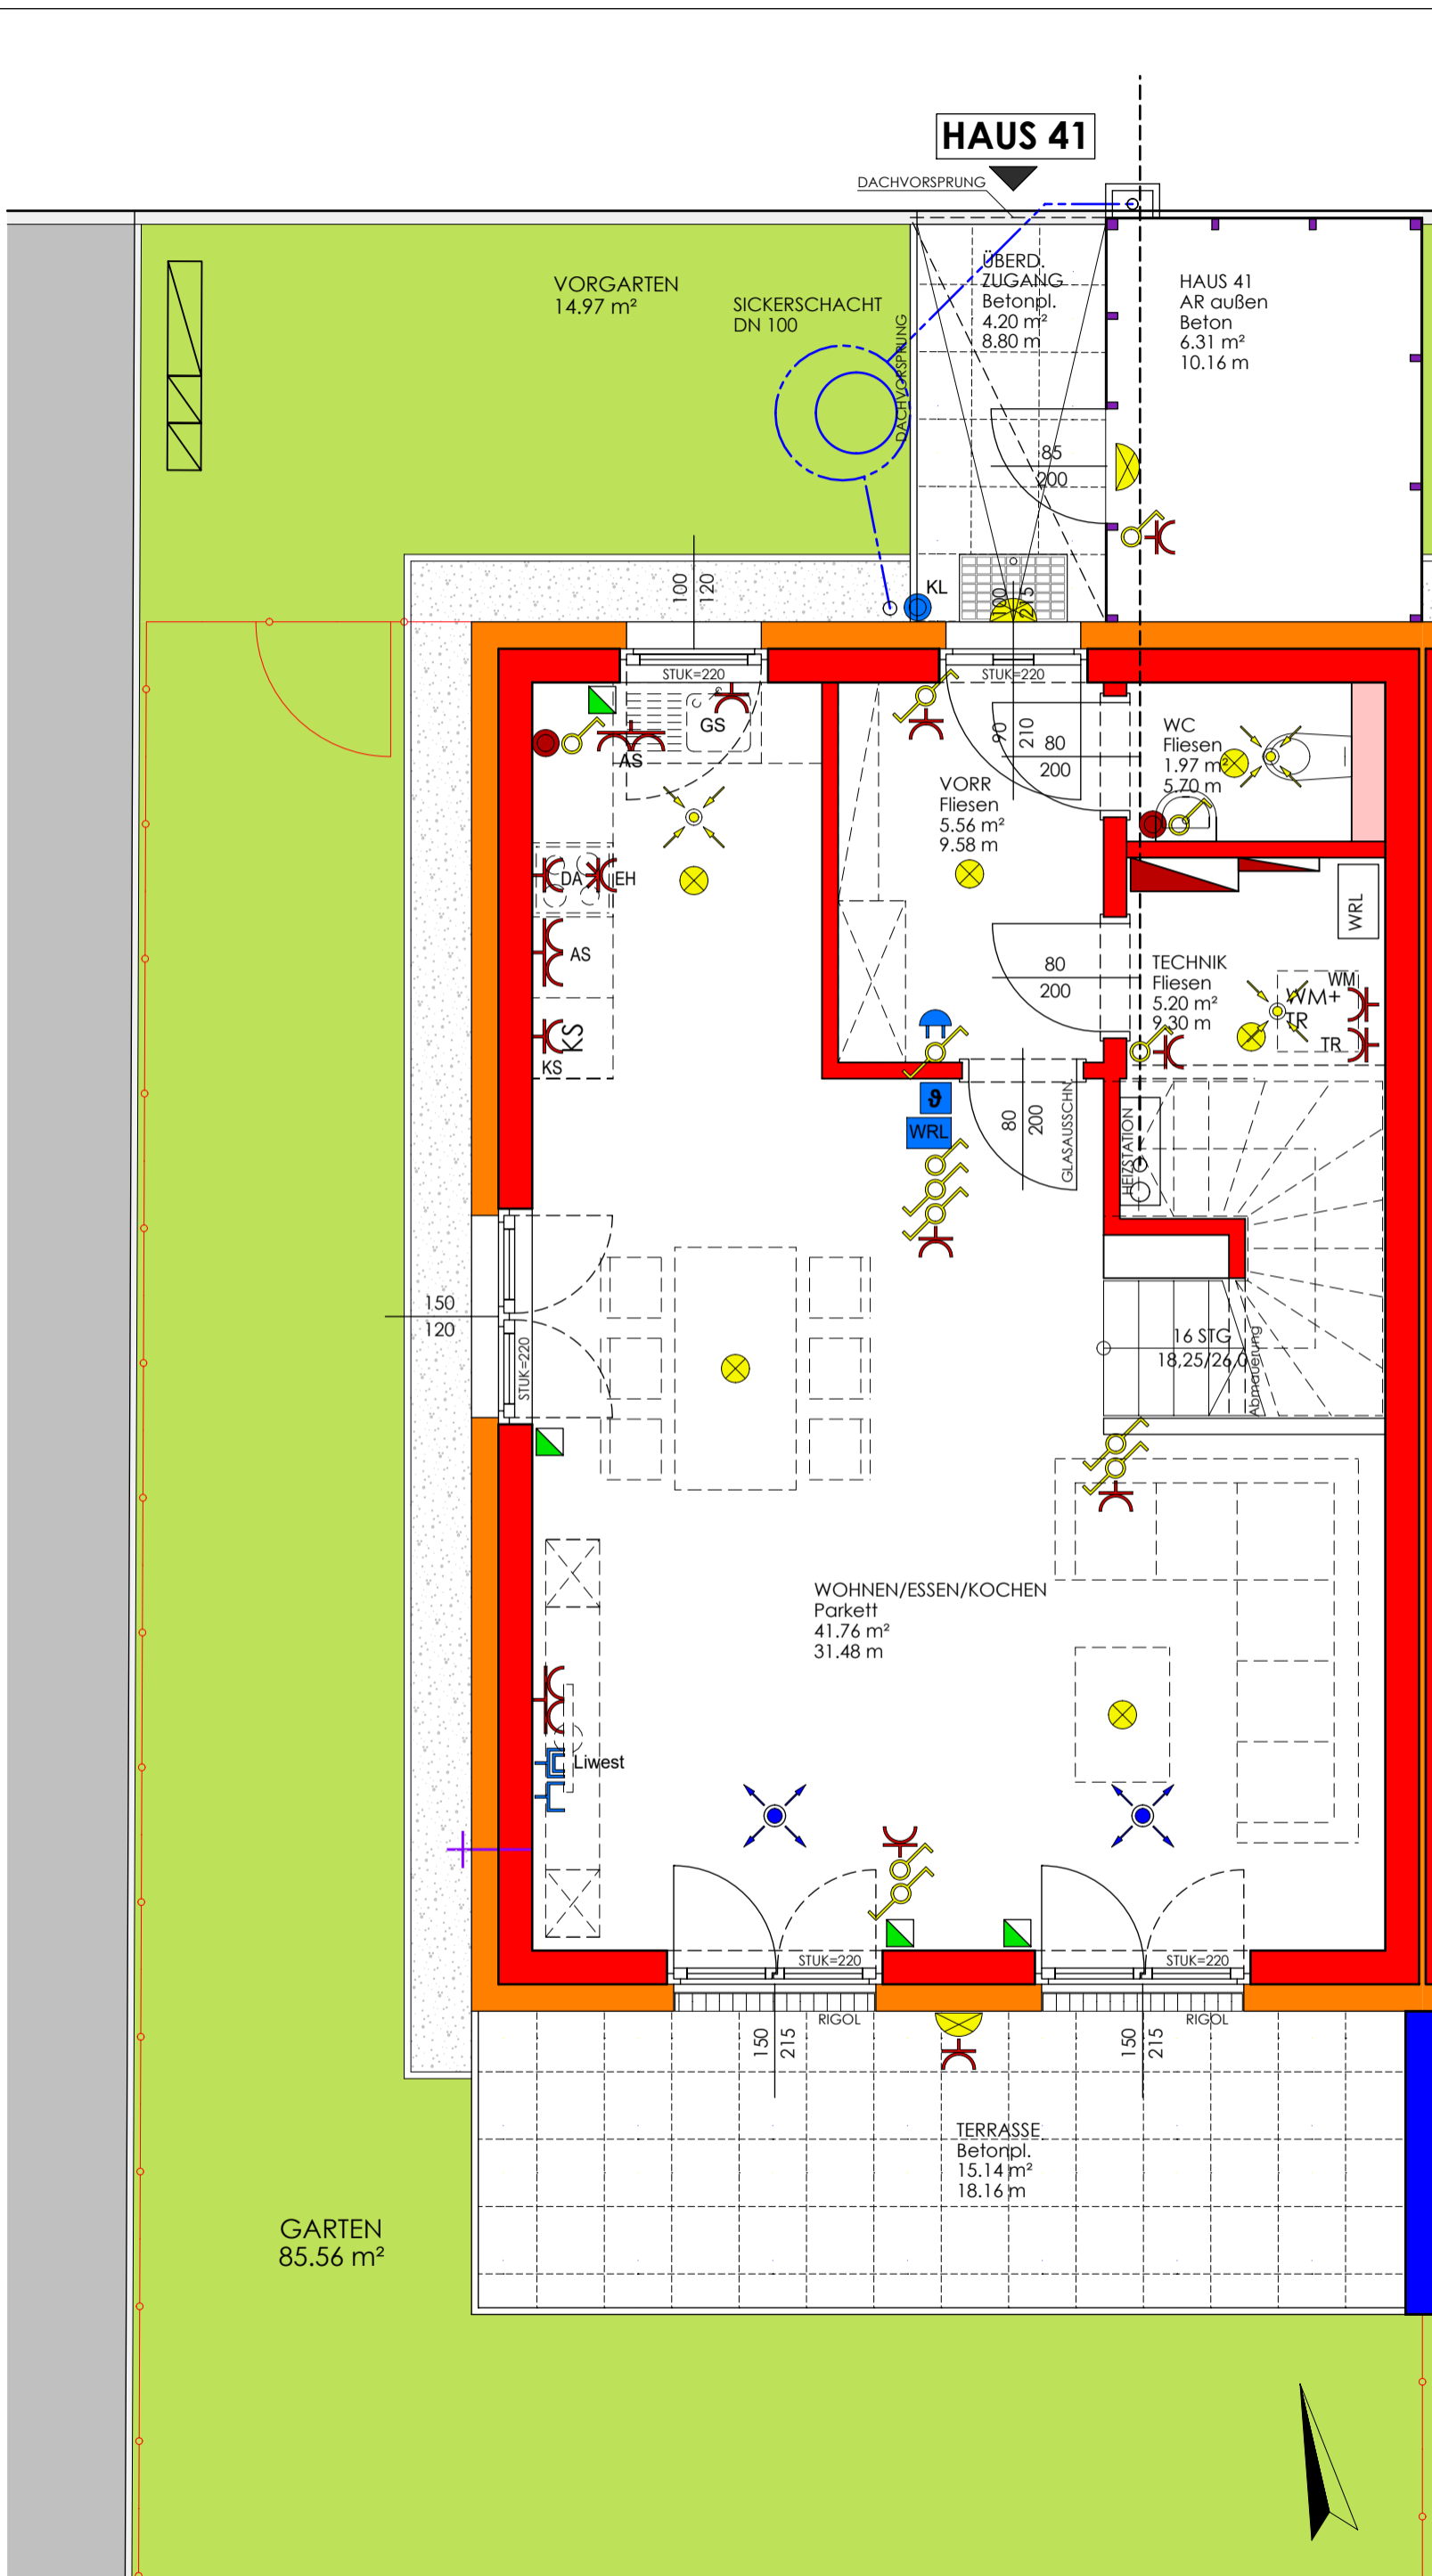 HAUS 41
DACHVORSPRUNG
VORGARTEN
14.97 m²
SICKERSCHACHT
DN 100
DACHVORSPRUNG
ÜBERD.
ZUGANG
Betonpl.
4.20 m²
8.80 m
HAUS 41
AR außen
Beton
6.31 m²
10.16 m
85
200
100
120
KL
100
215
STUK=220
STUK=220
GS
AS
90
210
80
200
WC
Fliesen
1.97 m²
5.70 m
VORR
Fliesen
5.56 m²
9.58 m
DA
EH
AS
KS
KS
80
200
TECHNIK
Fliesen
5.20 m²
9.30 m
WRL
WM
WM+
TR
TR
ϑ
WRL
80
200
GLASAUSSCHN.
HEIZSTATION
150
120
STUK=220
16 STG
18,25/26,0
Abmauerung
WOHNEN/ESSEN/KOCHEN
Parkett
41.76 m²
31.48 m
Liwest
STUK=220
STUK=220
RIGOL
RIGOL
150
215
150
215
TERRASSE
Betonpl.
15.14 m²
18.16 m
GARTEN
85.56 m²